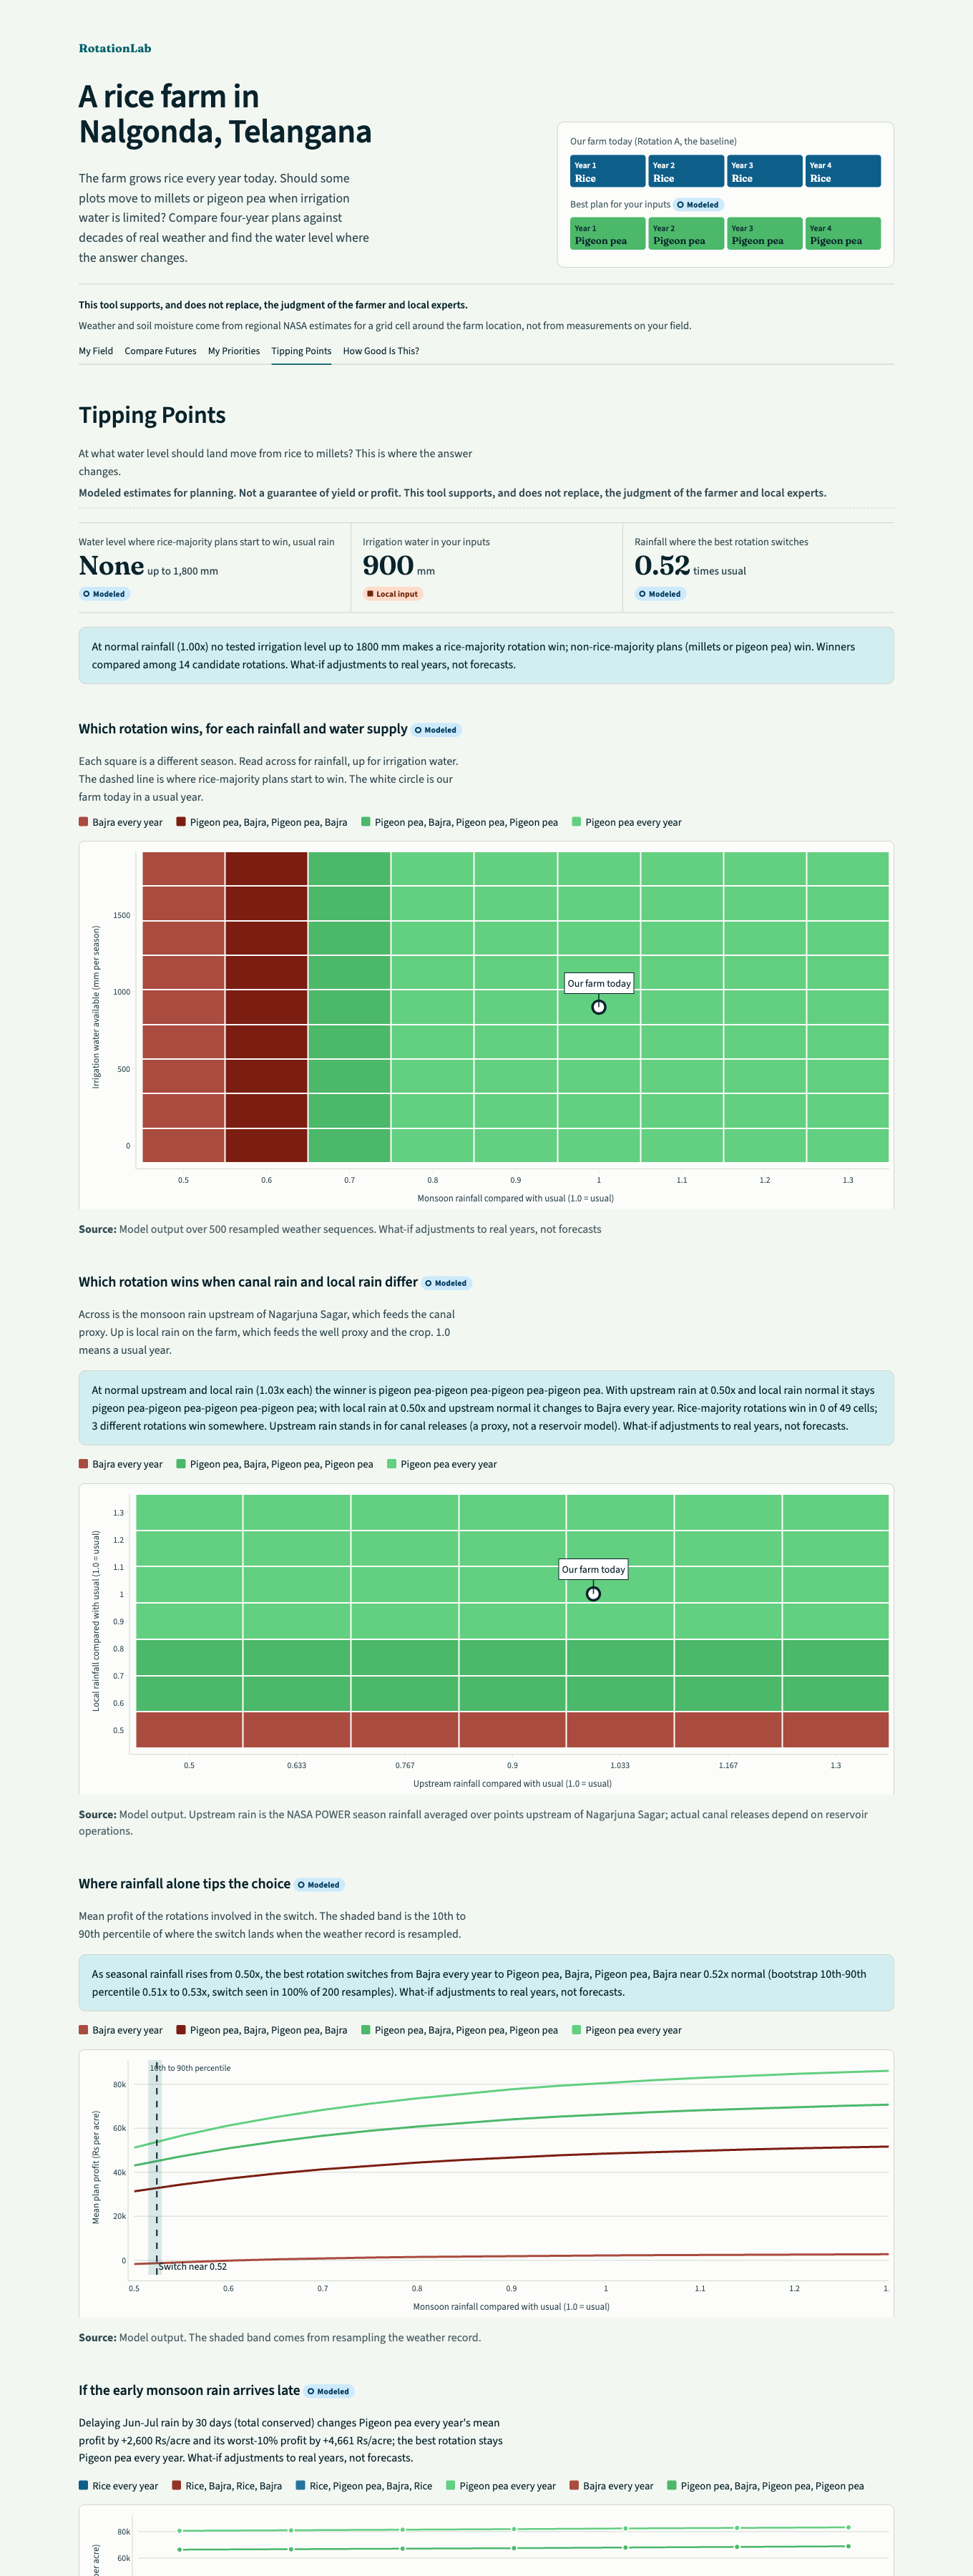 RotationLab
A rice farm in
Nalgonda, Telangana
The farm grows rice every year today. Should some
plots move to millets or pigeon pea when irrigation
water is limited? Compare four-year plans against
decades of real weather and find the water level where
the answer changes.
Our farm today (Rotation A, the baseline)
Year 1 Year 2 Year 3 Year 4
Rice Rice Rice Rice
Best plan for your inputs Modeled
Year 1 Year 2 Year 3 Year 4
Pigeon pea Pigeon pea Pigeon pea Pigeon pea
This tool supports, and does not replace, the judgment of the farmer and local experts.
Weather and soil moisture come from regional NASA estimates for a grid cell around the farm location, not from measurements on your field.
My Field Compare Futures My Priorities Tipping Points How Good Is This?
Tipping Points
At what water level should land move from rice to millets? This is where the answer
changes.
Modeled estimates for planning. Not a guarantee of yield or profit. This tool supports, and does not replace, the judgment of the farmer and local experts.
Water level where rice-majority plans start to win, usual rain
None up to 1,800 mm
Modeled
Irrigation water in your inputs
900 mm
Local input
Rainfall where the best rotation switches
0.52 times usual
Modeled
At normal rainfall (1.00x) no tested irrigation level up to 1800 mm makes a rice-majority rotation win; non-rice-majority plans (millets or pigeon pea) win. Winners
compared among 14 candidate rotations. What-if adjustments to real years, not forecasts.
Which rotation wins, for each rainfall and water supply Modeled
Each square is a different season. Read across for rainfall, up for irrigation water.
The dashed line is where rice-majority plans start to win. The white circle is our
farm today in a usual year.
Bajra every year Pigeon pea, Bajra, Pigeon pea, Bajra Pigeon pea, Bajra, Pigeon pea, Pigeon pea Pigeon pea every year
Irrigation water available (mm per season)
1500
1000
500
0
Our farm today
0.5 0.6 0.7 0.8 0.9 1 1.1 1.2 1.3
Monsoon rainfall compared with usual (1.0 = usual)
Source: Model output over 500 resampled weather sequences. What-if adjustments to real years, not forecasts
Which rotation wins when canal rain and local rain differ Modeled
Across is the monsoon rain upstream of Nagarjuna Sagar, which feeds the canal
proxy. Up is local rain on the farm, which feeds the well proxy and the crop. 1.0
means a usual year.
At normal upstream and local rain (1.03x each) the winner is pigeon pea-pigeon pea-pigeon pea-pigeon pea. With upstream rain at 0.50x and local rain normal it stays
pigeon pea-pigeon pea-pigeon pea-pigeon pea; with local rain at 0.50x and upstream normal it changes to Bajra every year. Rice-majority rotations win in 0 of 49 cells;
3 different rotations win somewhere. Upstream rain stands in for canal releases (a proxy, not a reservoir model). What-if adjustments to real years, not forecasts.
Bajra every year Pigeon pea, Bajra, Pigeon pea, Pigeon pea Pigeon pea every year
Local rainfall compared with usual (1.0 = usual)
1.3
1.2
1.1
1
0.9
0.8
0.7
0.6
0.5
Our farm today
0.5 0.633 0.767 0.9 1.033 1.167 1.3
Upstream rainfall compared with usual (1.0 = usual)
Source: Model output. Upstream rain is the NASA POWER season rainfall averaged over points upstream of Nagarjuna Sagar; actual canal releases depend on reservoir
operations.
Where rainfall alone tips the choice Modeled
Mean profit of the rotations involved in the switch. The shaded band is the 10th to
90th percentile of where the switch lands when the weather record is resampled.
As seasonal rainfall rises from 0.50x, the best rotation switches from Bajra every year to Pigeon pea, Bajra, Pigeon pea, Bajra near 0.52x normal (bootstrap 10th-90th
percentile 0.51x to 0.53x, switch seen in 100% of 200 resamples). What-if adjustments to real years, not forecasts.
Bajra every year Pigeon pea, Bajra, Pigeon pea, Bajra Pigeon pea, Bajra, Pigeon pea, Pigeon pea Pigeon pea every year
Mean plan profit (Rs per acre)
10th to 90th percentile
80k
60k
40k
20k
0
Switch near 0.52
0.5 0.6 0.7 0.8 0.9 1 1.1 1.2 1.
Monsoon rainfall compared with usual (1.0 = usual)
Source: Model output. The shaded band comes from resampling the weather record.
If the early monsoon rain arrives late Modeled
Delaying Jun-Jul rain by 30 days (total conserved) changes Pigeon pea every year's mean
profit by +2,600 Rs/acre and its worst-10% profit by +4,661 Rs/acre; the best rotation stays
Pigeon pea every year. What-if adjustments to real years, not forecasts.
Rice every year Rice, Bajra, Rice, Bajra Rice, Pigeon pea, Bajra, Rice Pigeon pea every year Bajra every year Pigeon pea, Bajra, Pigeon pea, Pigeon pea
80k
60k
per acre)